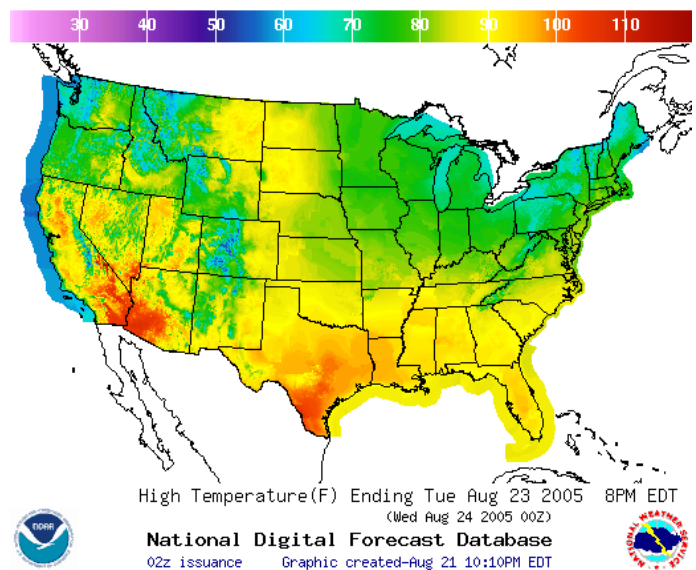 30 40 50 60 70 80 90 100 110
High Temperature(F) Ending Tue Aug 23 2005 8PM EDT
(Wed Aug 24 2005 00Z)
NOAA
National Digital Forecast Database
02z issuance Graphic created-Aug 21 10:10PM EDT
NATIONAL WEATHER SERVICE